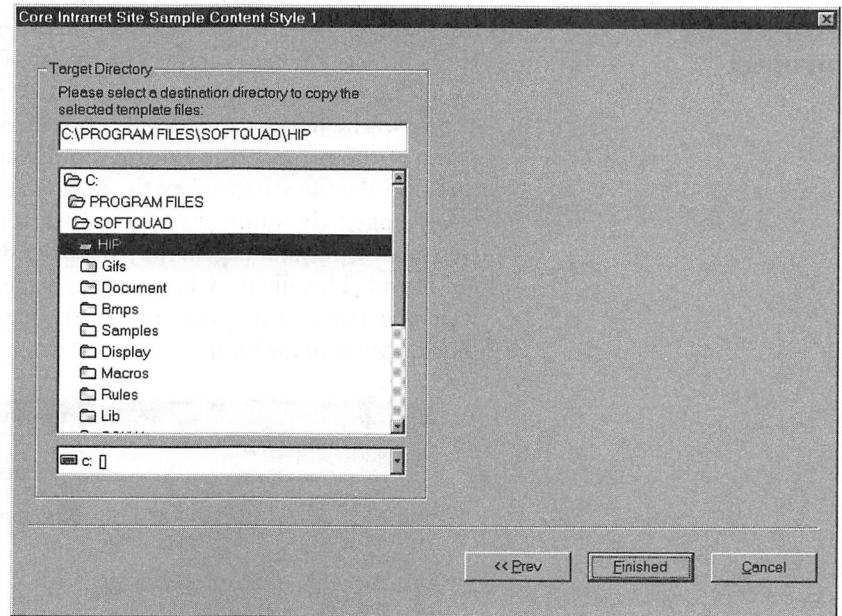 Core Intranet Site Sample Content Style 1
Target Directory
Please select a destination directory to copy the
selected template files:
C:\PROGRAM FILES\SOFTQUAD\HIP
C:
PROGRAM FILES
SOFTQUAD
HIP
Gifs
Document
Bmps
Samples
Display
Macros
Rules
Lib
c: []
<< Prev
Finished
Cancel